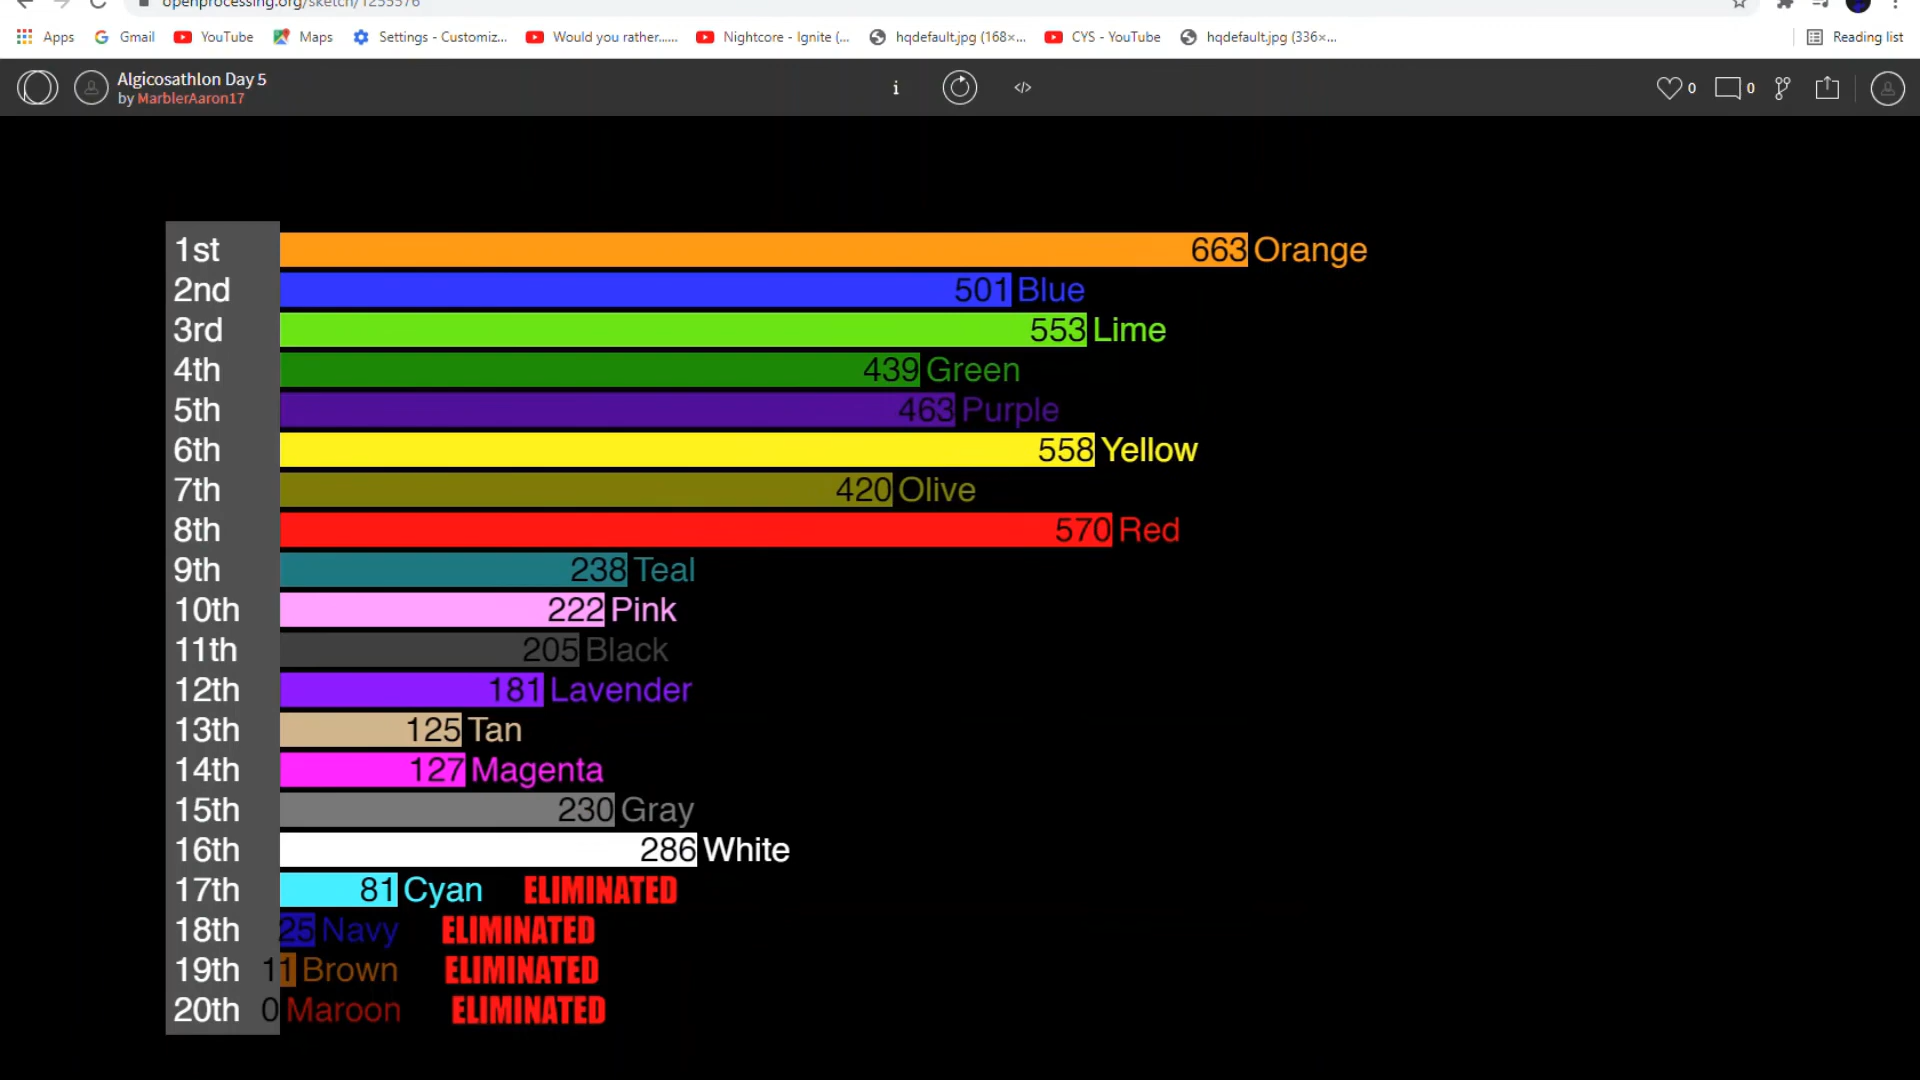 openprocessing.org/sketch/1255576
Apps Gmail YouTube Maps Settings - Customiz... Would you rather...... Nightcore - Ignite (... hqdefault.jpg (168×... CYS - YouTube hqdefault.jpg (336×... Reading list
Algicosathlon Day 5
by MarblerAaron17
i </> 0 0
1st 663 Orange
2nd 501 Blue
3rd 553 Lime
4th 439 Green
5th 463 Purple
6th 558 Yellow
7th 420 Olive
8th 570 Red
9th 238 Teal
10th 222 Pink
11th 205 Black
12th 181 Lavender
13th 125 Tan
14th 127 Magenta
15th 230 Gray
16th 286 White
17th 81 Cyan ELIMINATED
18th 25 Navy ELIMINATED
19th 11 Brown ELIMINATED
20th 0 Maroon ELIMINATED